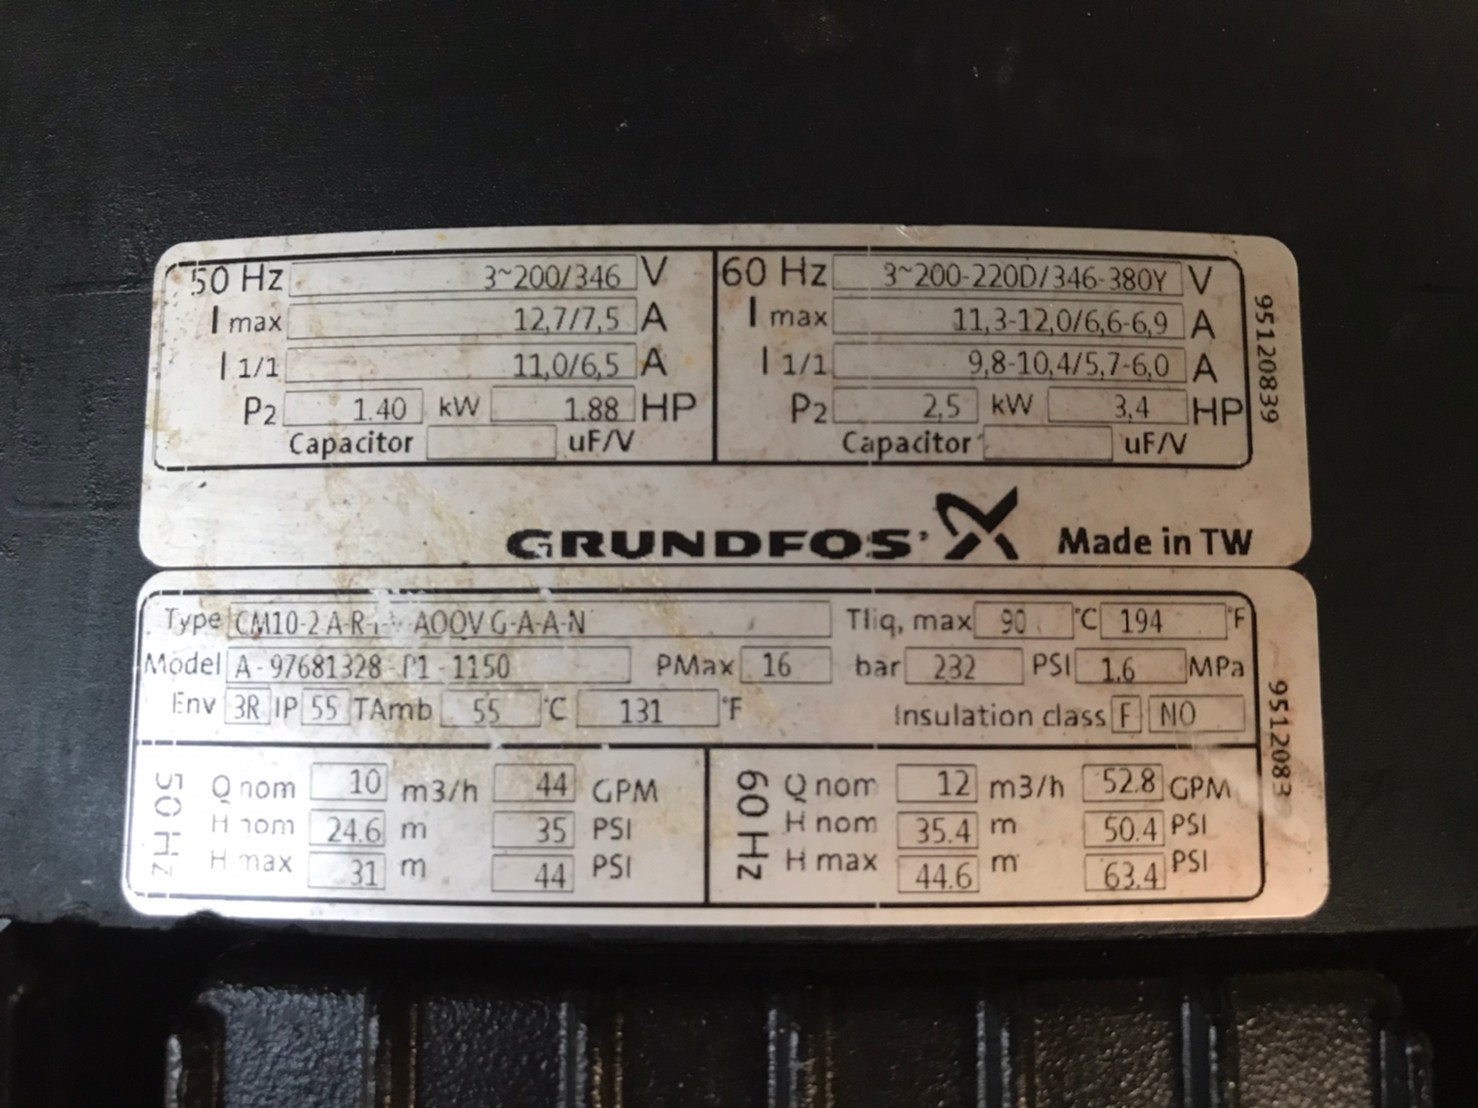 50 Hz 3~200/346 V
I max 12,7/7,5 A
I 1/1 11,0/6,5 A
P2 1.40 kW 1.88 HP
Capacitor uF/V
60 Hz 3~200-220D/346-380Y V
I max 11,3-12,0/6,6-6,9 A
I 1/1 9,8-10,4/5,7-6,0 A
P2 2,5 kW 3,4 HP
Capacitor uF/V
95120839
GRUNDFOS Made in TW
Type CM10-2 A-R- AOQV G-A-A-N Tliq, max 90 °C 194 °F
Model A - 97681328 - P1 - 1150 PMax 16 bar 232 PSI 1.6 MPa
Env 3R IP 55 TAmb 55 °C 131 °F Insulation class F NO
9512083
50 Hz
Q nom 10 m3/h 44 GPM
H nom 24.6 m 35 PSI
H max 31 m 44 PSI
60 Hz
Q nom 12 m3/h 52.8 GPM
H nom 35.4 m 50.4 PSI
H max 44.6 m 63.4 PSI